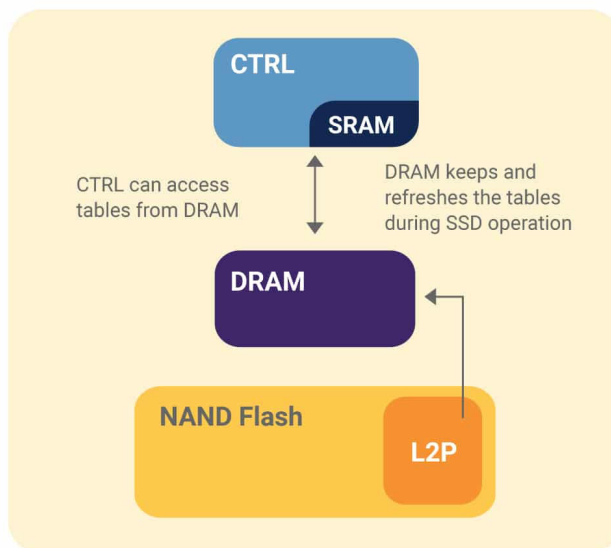 CTRL
SRAM
CTRL can access
tables from DRAM
DRAM keeps and
refreshes the tables
during SSD operation
DRAM
NAND Flash
L2P